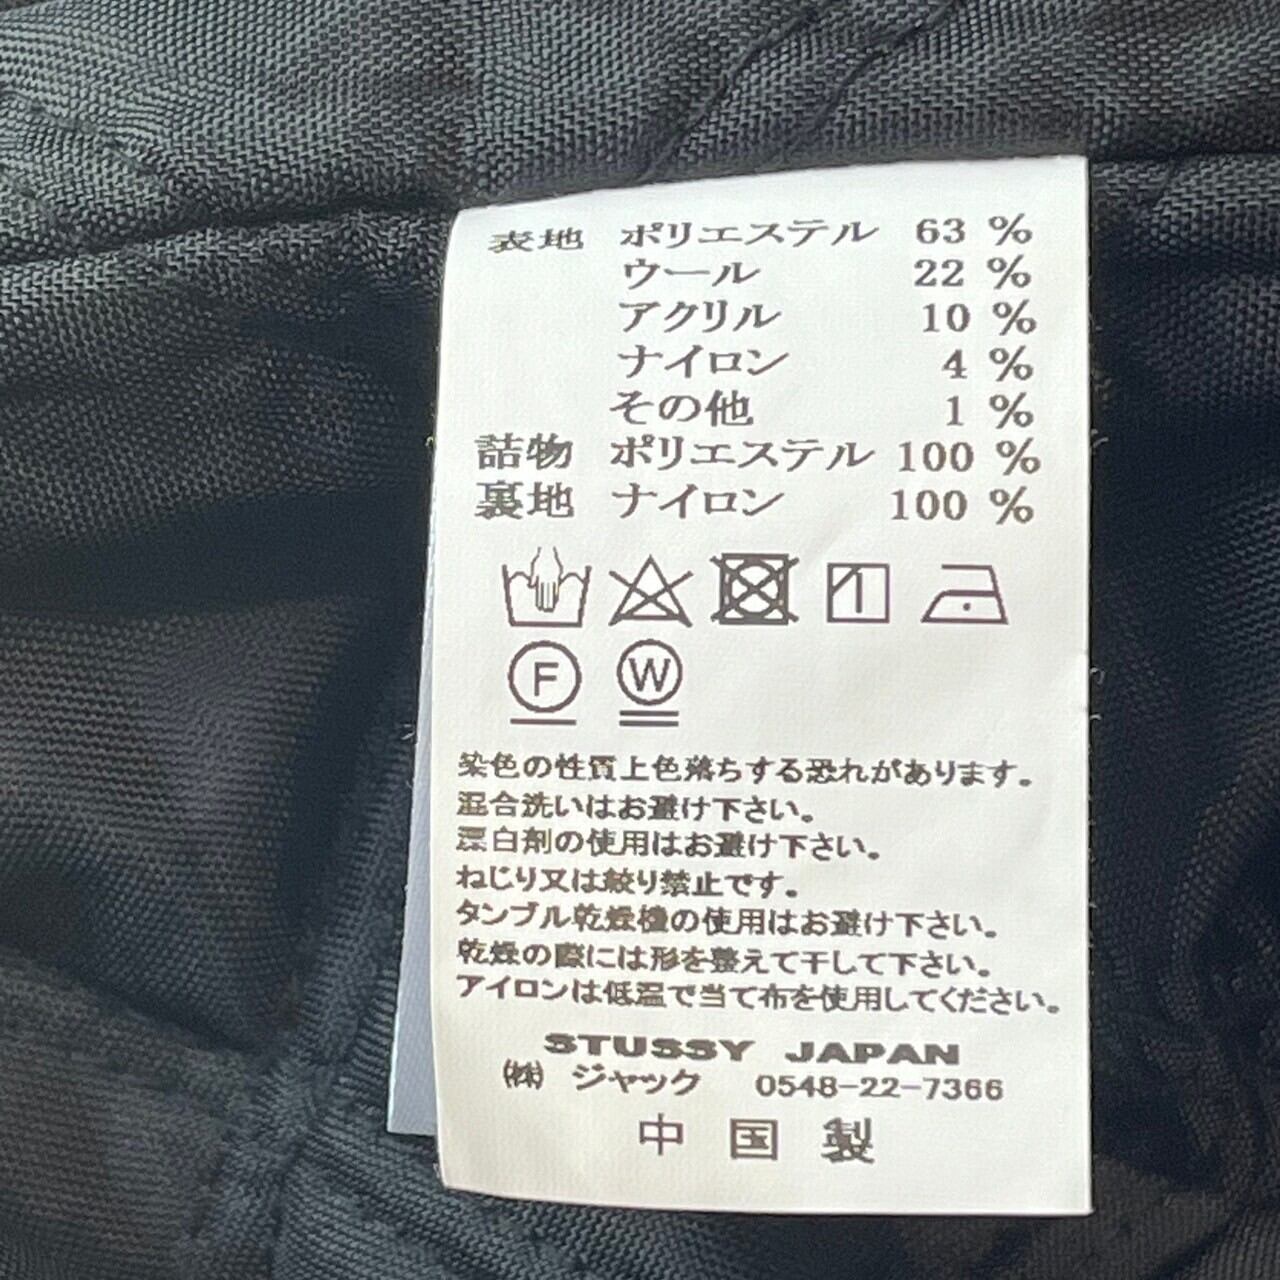 表地 ポリエステル 63 %
ウール 22 %
アクリル 10 %
ナイロン 4 %
その他 1 %
詰物 ポリエステル 100 %
裏地 ナイロン 100 %
F W
染色の性質上色落ちする恐れがあります。
混合洗いはお避け下さい。
漂白剤の使用はお避け下さい。
ねじり又は絞り禁止です。
タンブル乾燥機の使用はお避け下さい。
乾燥の際には形を整えて干して下さい。
アイロンは低温で当て布を使用してください。
STUSSY JAPAN
㈱ ジャック 0548-22-7366
中国製